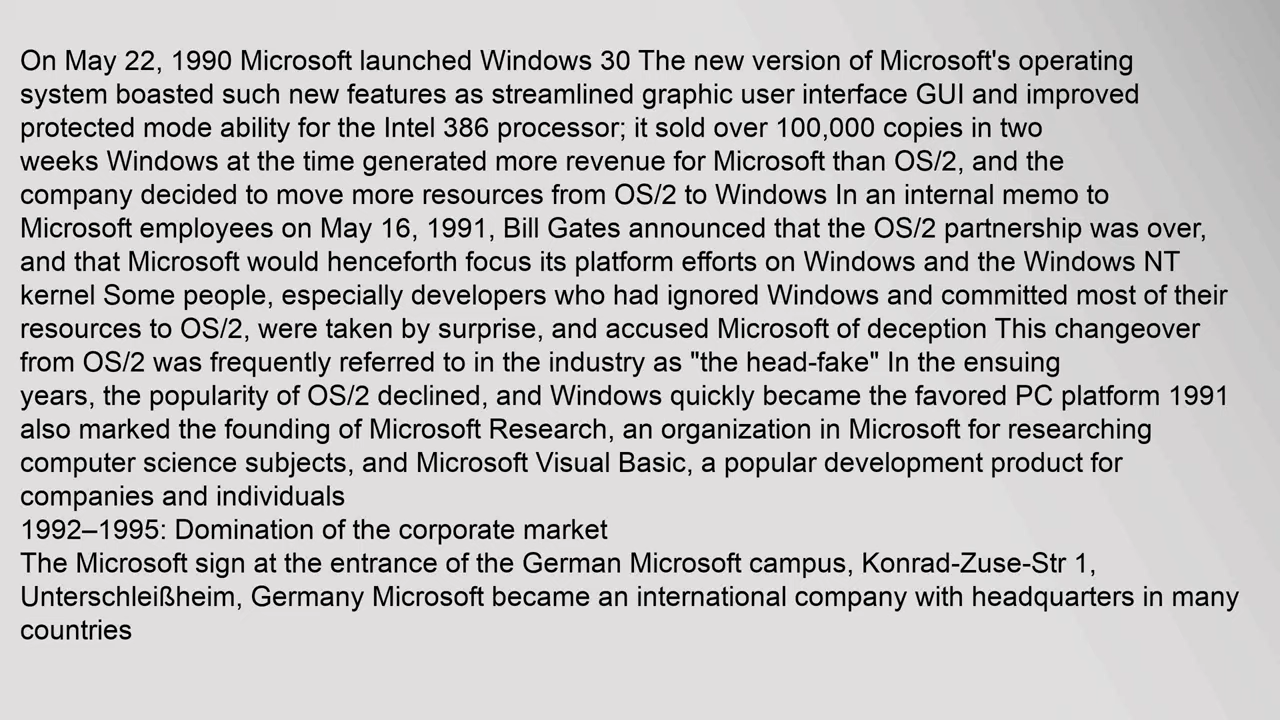 On May 22, 1990 Microsoft launched Windows 30 The new version of Microsoft's operating
system boasted such new features as streamlined graphic user interface GUI and improved
protected mode ability for the Intel 386 processor; it sold over 100,000 copies in two
weeks Windows at the time generated more revenue for Microsoft than OS/2, and the
company decided to move more resources from OS/2 to Windows In an internal memo to
Microsoft employees on May 16, 1991, Bill Gates announced that the OS/2 partnership was over,
and that Microsoft would henceforth focus its platform efforts on Windows and the Windows NT
kernel Some people, especially developers who had ignored Windows and committed most of their
resources to OS/2, were taken by surprise, and accused Microsoft of deception This changeover
from OS/2 was frequently referred to in the industry as "the head-fake" In the ensuing
years, the popularity of OS/2 declined, and Windows quickly became the favored PC platform 1991
also marked the founding of Microsoft Research, an organization in Microsoft for researching
computer science subjects, and Microsoft Visual Basic, a popular development product for
companies and individuals
1992–1995: Domination of the corporate market
The Microsoft sign at the entrance of the German Microsoft campus, Konrad-Zuse-Str 1,
Unterschleißheim, Germany Microsoft became an international company with headquarters in many
countries